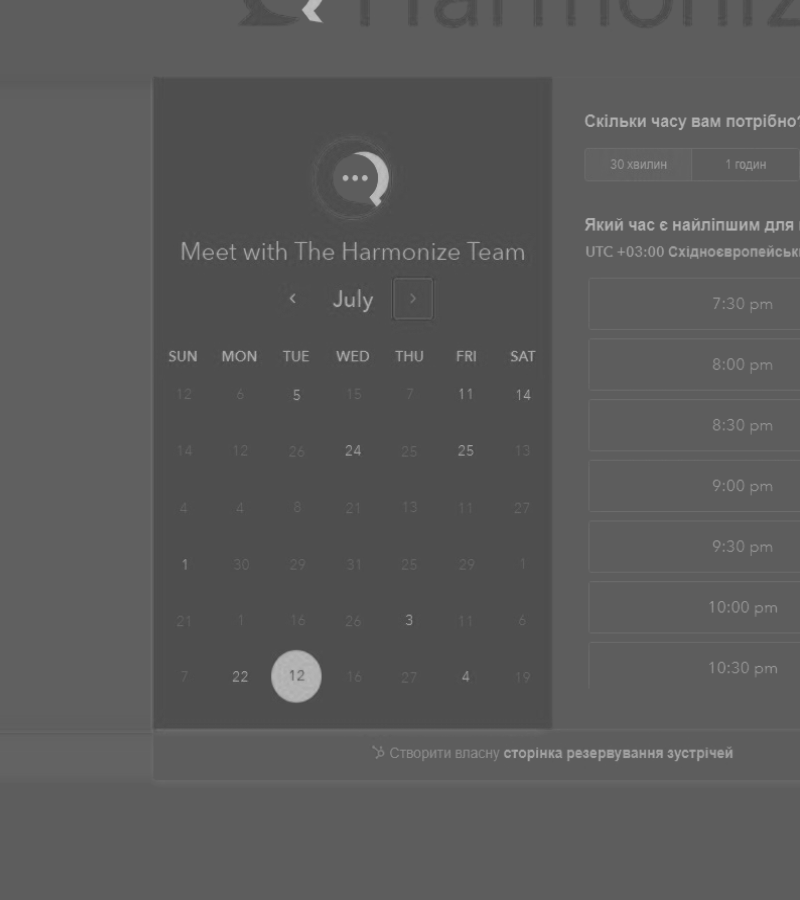 Harmoniz
Meet with The Harmonize Team
July
SUN MON TUE WED THU FRI SAT
12 6 5 15 7 11 14
14 12 26 24 25 25 13
4 4 8 21 13 11 27
1 30 29 31 25 29 1
21 1 16 26 3 11 6
7 22 12 16 27 4 19
Скільки часу вам потрібно?
30 хвилин 1 годин
Який час є найліпшим для
UTC +03:00 Східноєвропейськ
7:30 pm
8:00 pm
8:30 pm
9:00 pm
9:30 pm
10:00 pm
10:30 pm
Створити власну сторінка резервування зустрічей